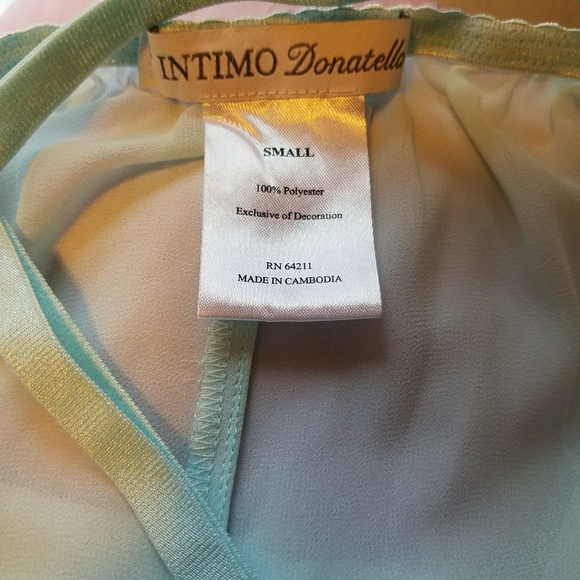 INTIMO Donatella
SMALL
100% Polyester
Exclusive of Decoration
RN 64211
MADE IN CAMBODIA